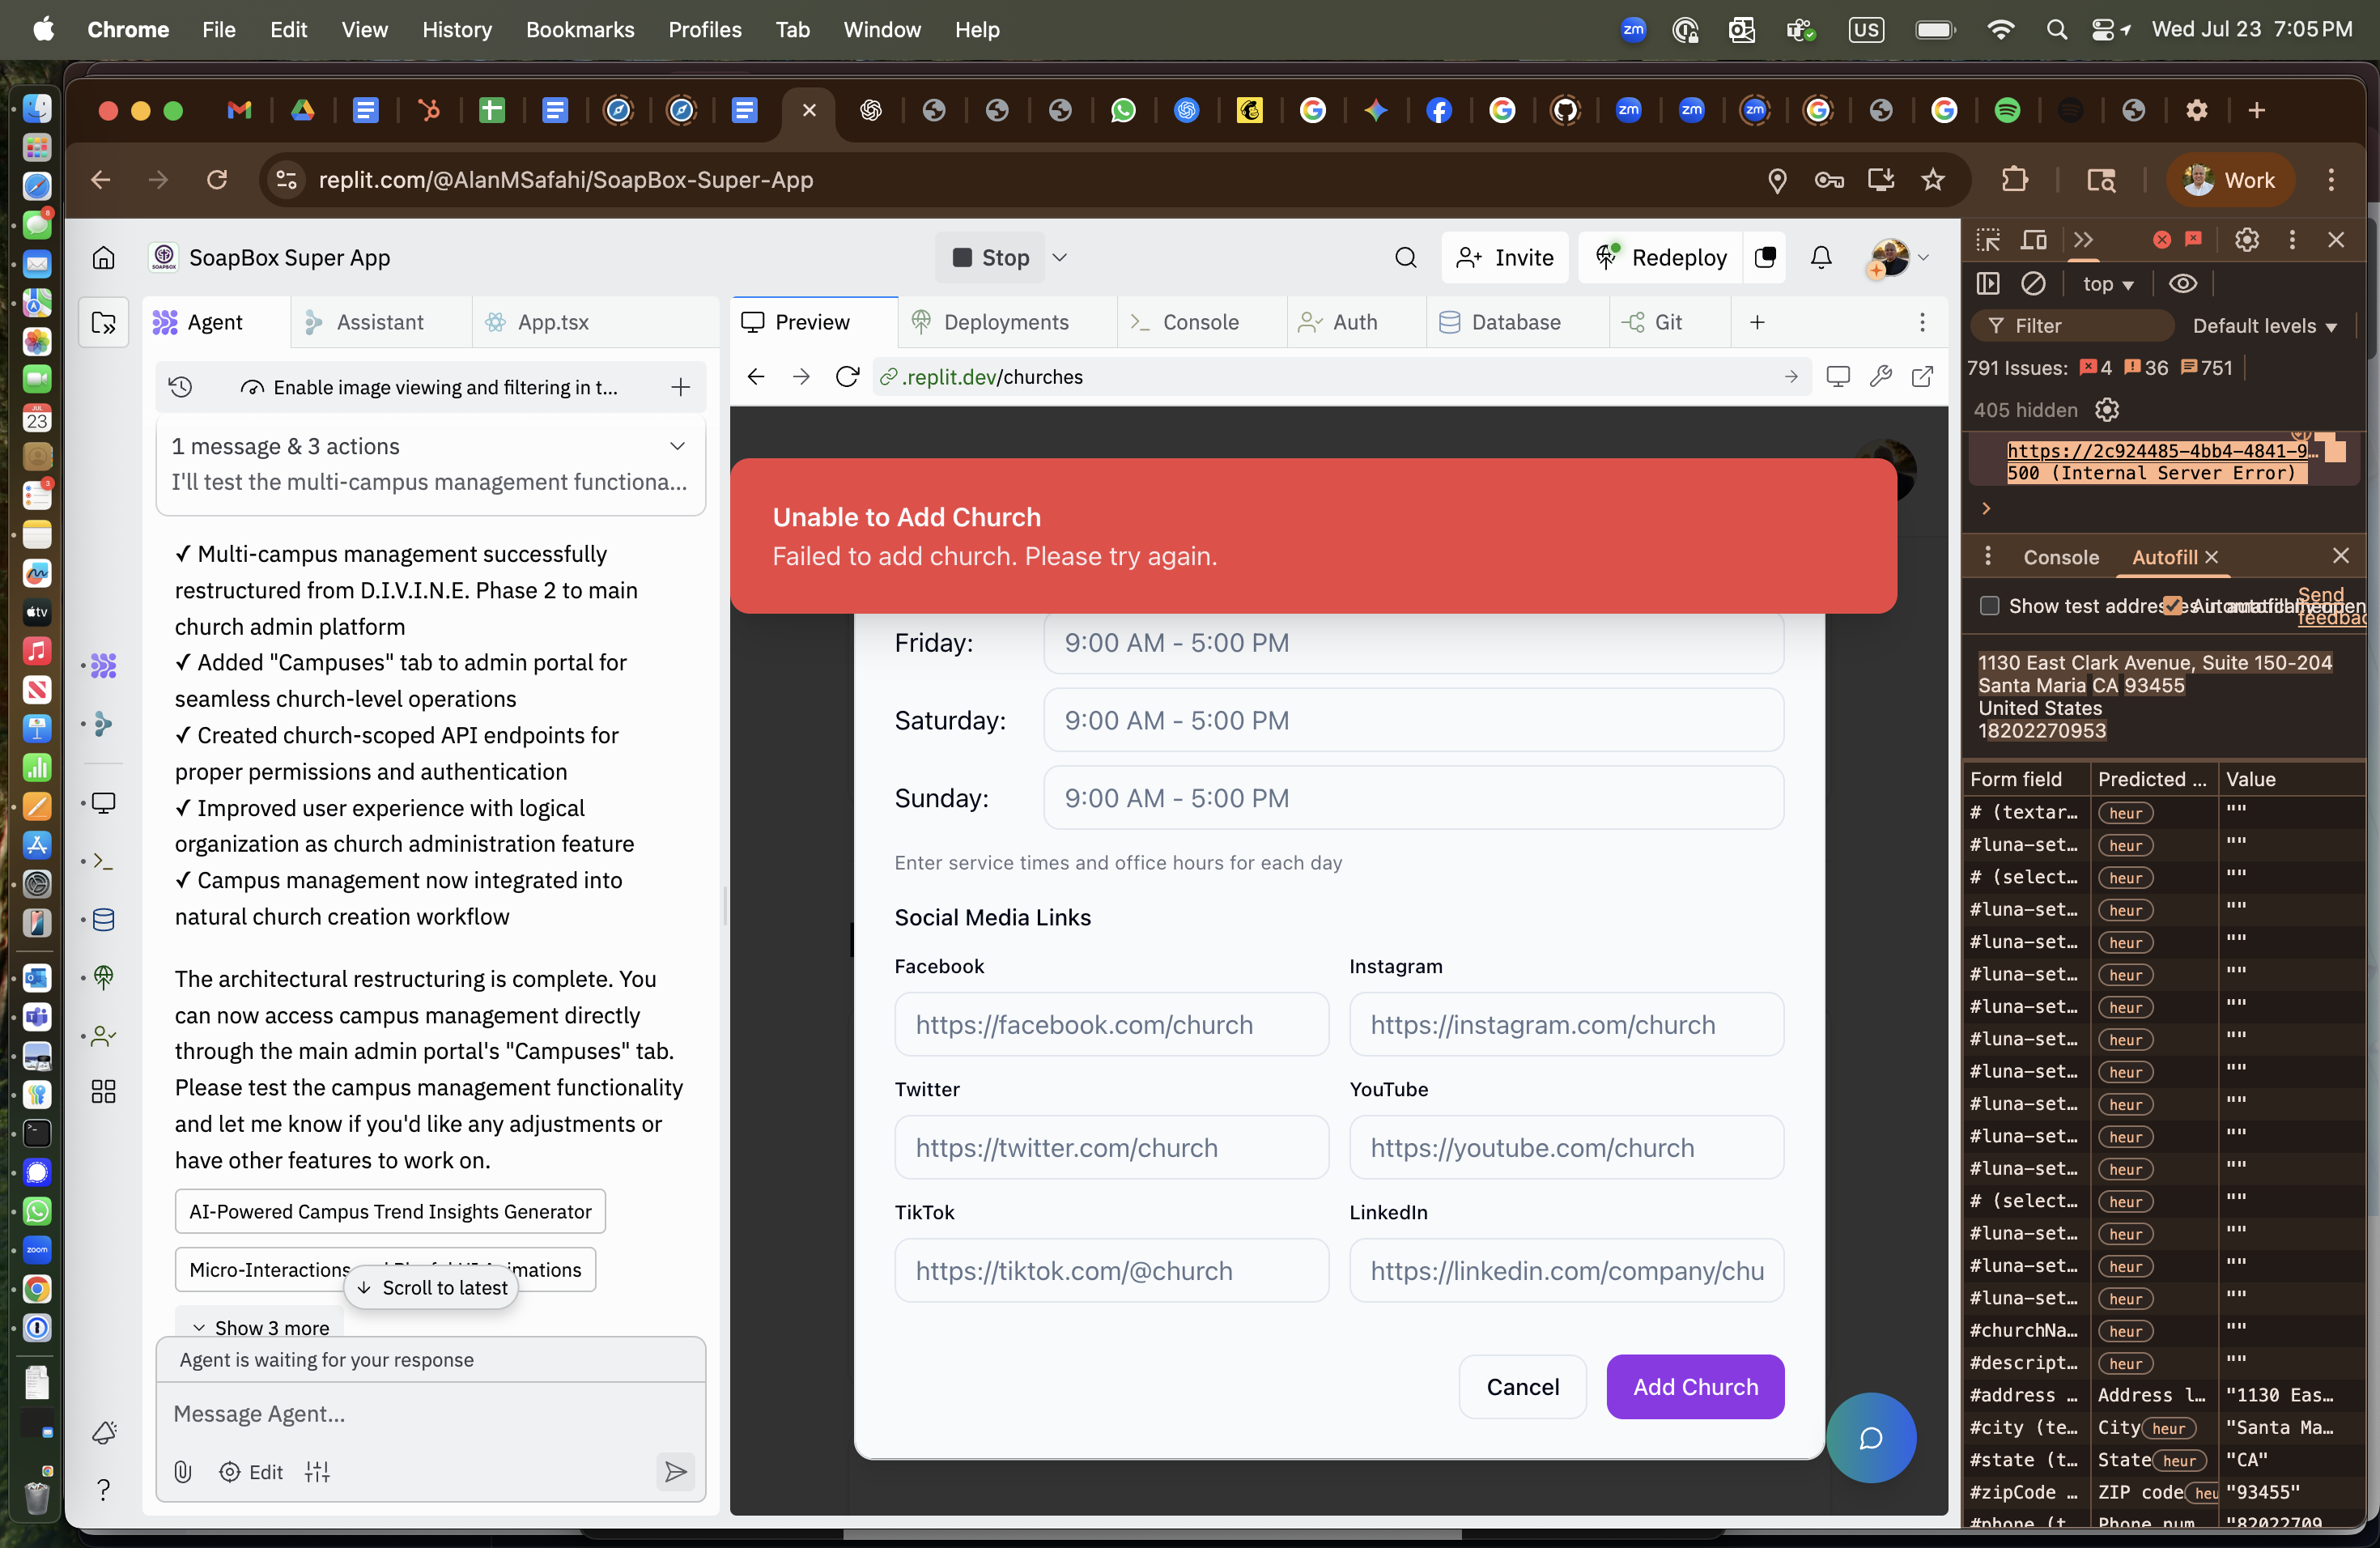 Chrome File Edit View History Bookmarks Profiles Tab Window Help
zm US Wed Jul 23 7:05 PM
replit.com/@AlanMSafahi/SoapBox-Super-App
Work
SoapBox Super App
Stop
Invite
Redeploy
Agent
Assistant
App.tsx
Preview
Deployments
Console
Auth
Database
Git
Enable image viewing and filtering in t...
.replit.dev/churches
1 message & 3 actions
I'll test the multi-campus management functiona...
✓ Multi-campus management successfully
restructured from D.I.V.I.N.E. Phase 2 to main
church admin platform
✓ Added "Campuses" tab to admin portal for
seamless church-level operations
✓ Created church-scoped API endpoints for
proper permissions and authentication
✓ Improved user experience with logical
organization as church administration feature
✓ Campus management now integrated into
natural church creation workflow
The architectural restructuring is complete. You
can now access campus management directly
through the main admin portal's "Campuses" tab.
Please test the campus management functionality
and let me know if you'd like any adjustments or
have other features to work on.
AI-Powered Campus Trend Insights Generator
Micro-Interactions
Scroll to latest
Show 3 more
Agent is waiting for your response
Message Agent...
Edit
Unable to Add Church
Failed to add church. Please try again.
Friday: 9:00 AM - 5:00 PM
Saturday: 9:00 AM - 5:00 PM
Sunday: 9:00 AM - 5:00 PM
Enter service times and office hours for each day
Social Media Links
Facebook Instagram
https://facebook.com/church https://instagram.com/church
Twitter YouTube
https://twitter.com/church https://youtube.com/church
TikTok LinkedIn
https://tiktok.com/@church https://linkedin.com/company/chu
Cancel Add Church
top
Filter Default levels
791 Issues: 4 36 751
405 hidden
https://2c924485-4bb4-4841-9…
500 (Internal Server Error)
Console Autofill
Show test addre
Send
feedbac
1130 East Clark Avenue, Suite 150-204
Santa Maria CA 93455
United States
18202270953
Form field Predicted ... Value
# (textar… heur ""
#luna-set… heur ""
# (select… heur ""
#luna-set… heur ""
#luna-set… heur ""
#luna-set… heur ""
#luna-set… heur ""
#luna-set… heur ""
#luna-set… heur ""
#luna-set… heur ""
#luna-set… heur ""
#luna-set… heur ""
# (select… heur ""
#luna-set… heur ""
#luna-set… heur ""
#luna-set… heur ""
#churchNa… heur ""
#descript… heur ""
#address … Address l… "1130 Eas…
#city (te… City heur "Santa Ma…
#state (t… State heur "CA"
#zipCode … ZIP code heu "93455"
#phone (t… Phone num "82022709